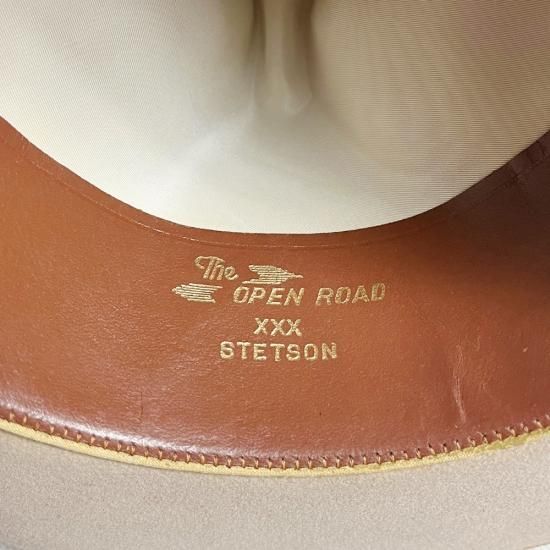 The
OPEN ROAD
XXX
STETSON